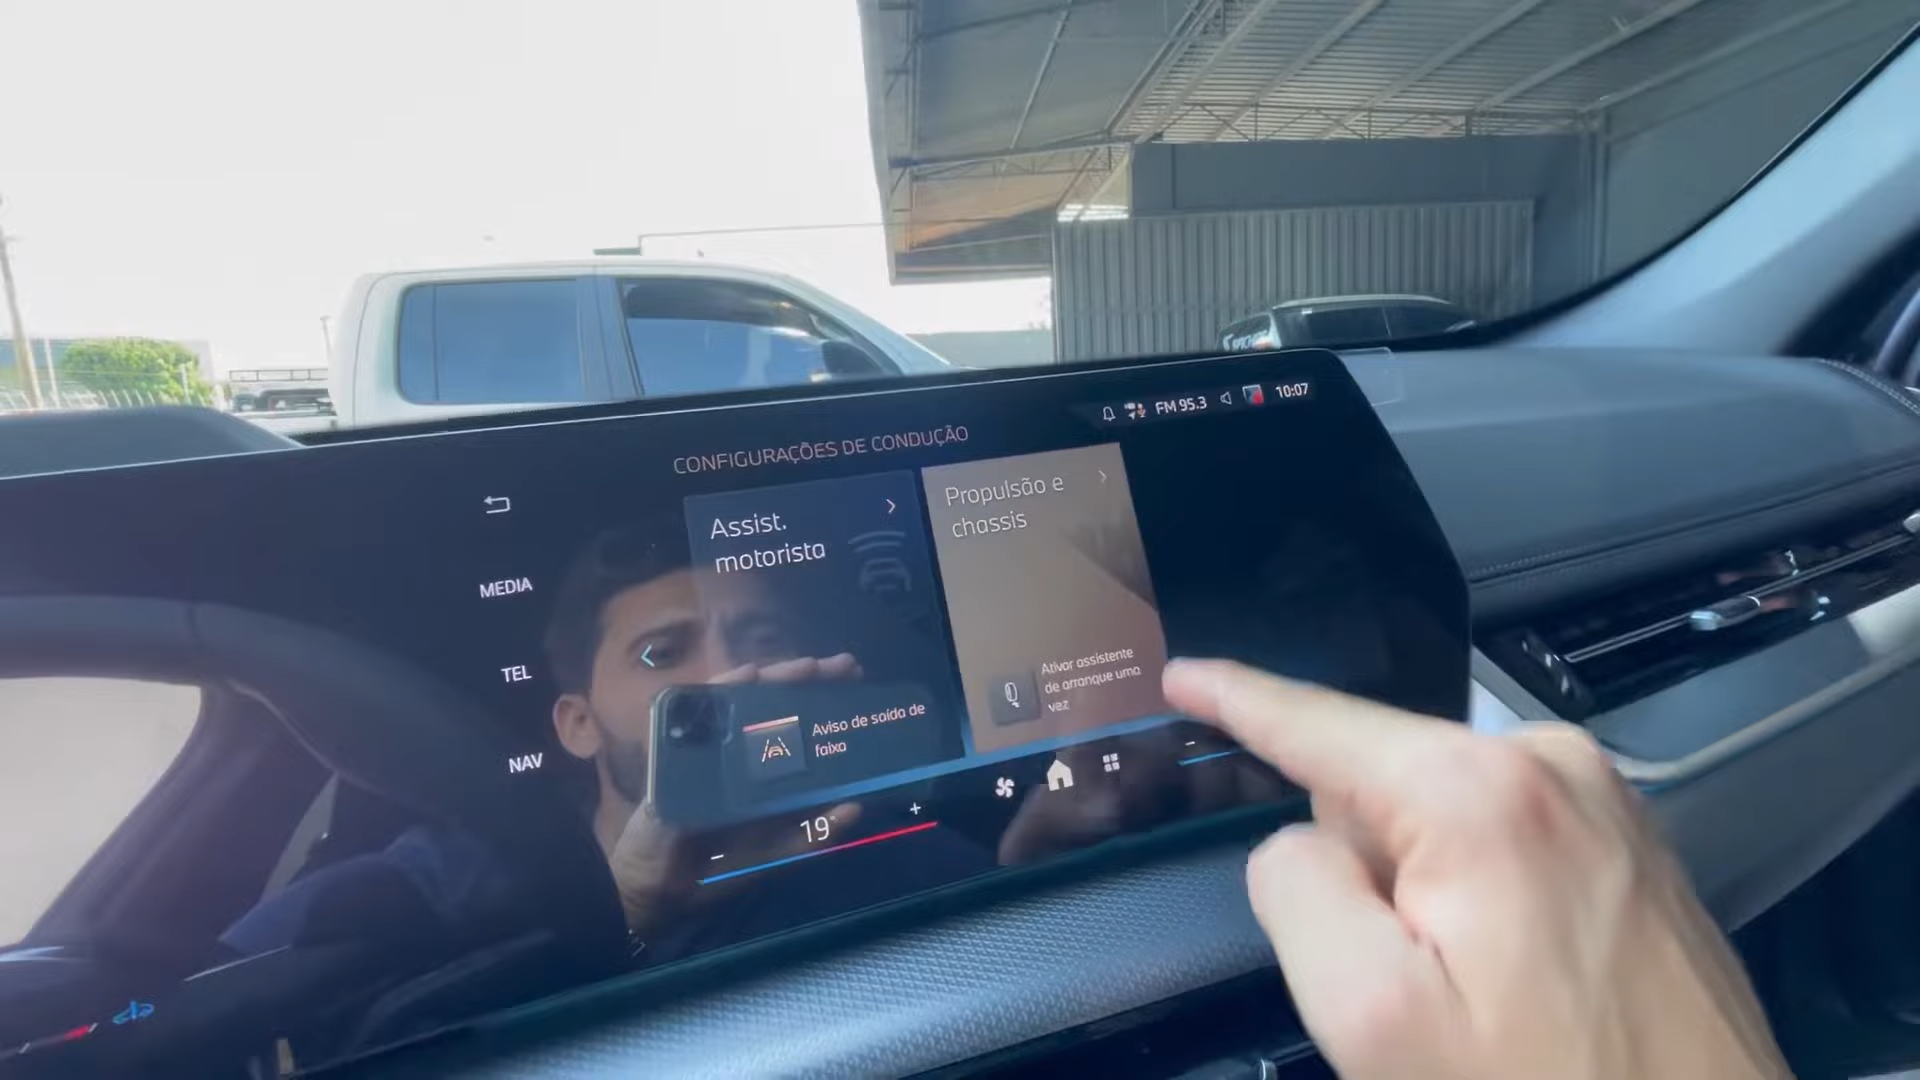 FM 95.3
10:07
CONFIGURAÇÕES DE CONDUÇÃO
MEDIA
TEL
NAV
Assist.
motorista
Aviso de saída de
faixa
Propulsão e
chassis
Ativar assistente
de arranque uma
vez
- 19° +
-